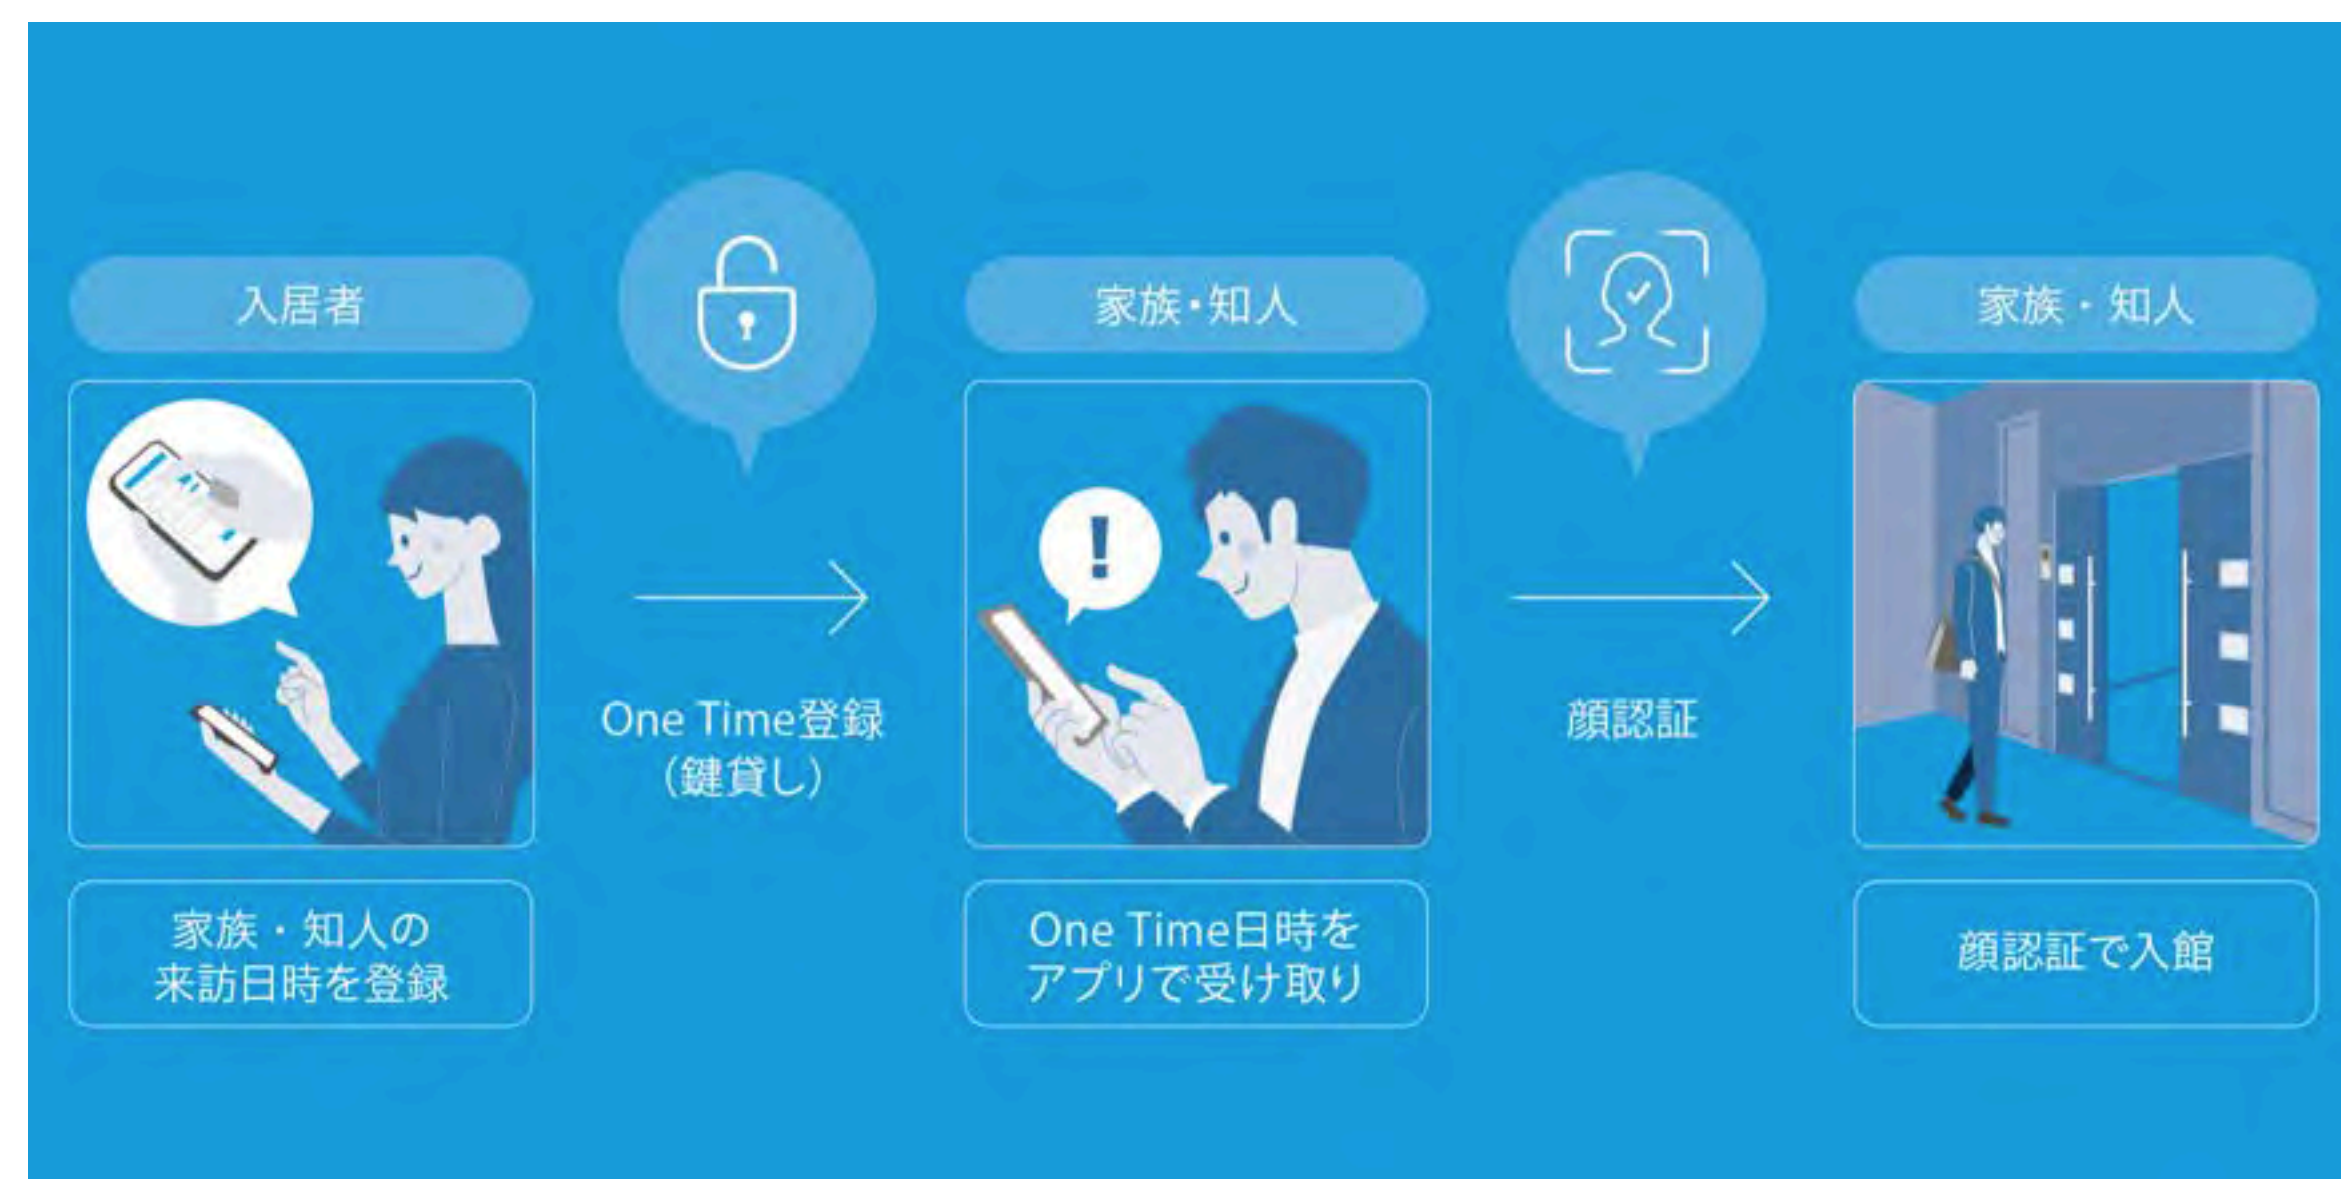 入居者
家族・知人の
来訪日時を登録
One Time登録
（鍵貸し）
家族・知人
!
One Time日時を
アプリで受け取り
顔認証
家族・知人
顔認証で入館